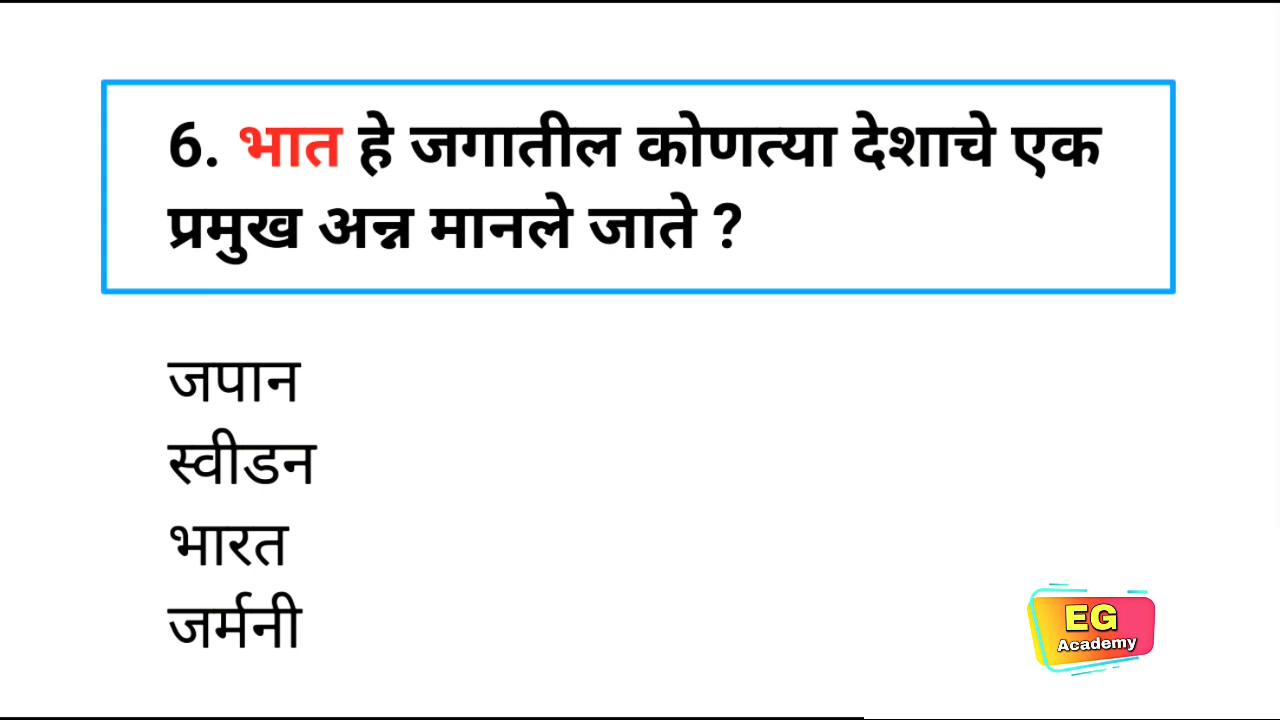 6. भात हे जगातील कोणत्या देशाचे एक
प्रमुख अन्न मानले जाते ?
जपान
स्वीडन
भारत
जर्मनी
EG
Academy